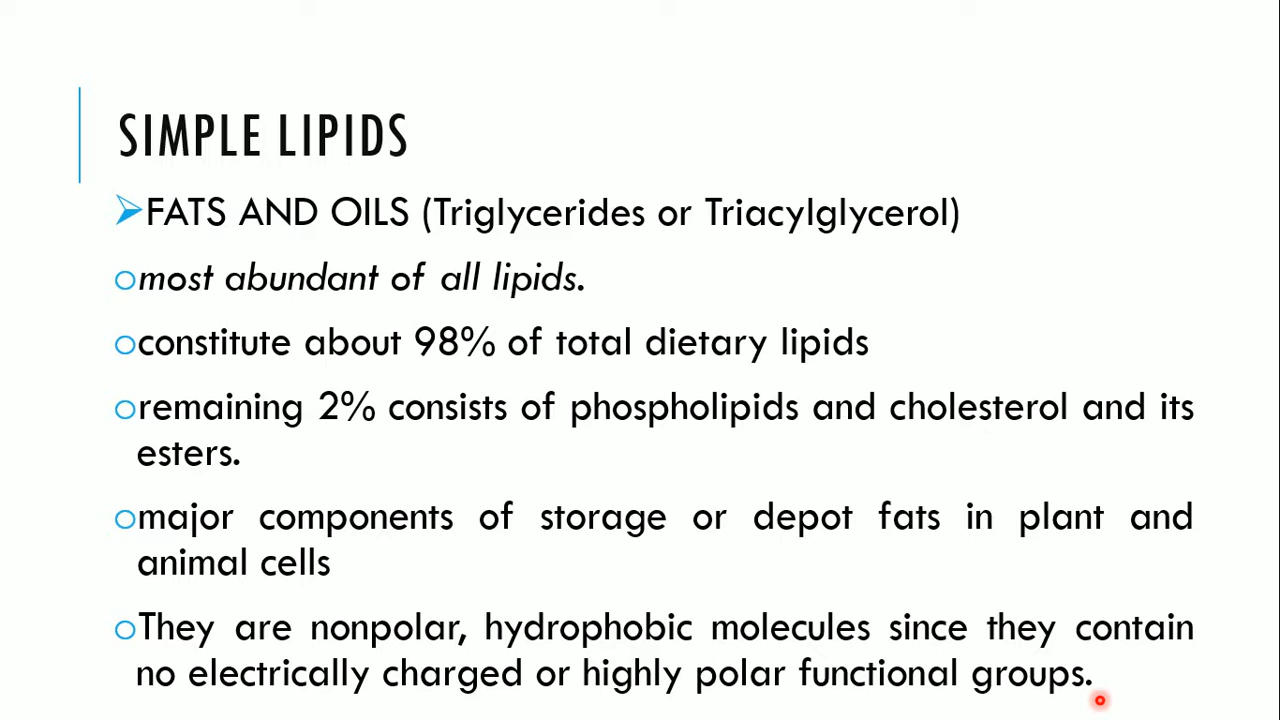 SIMPLE LIPIDS
FATS AND OILS (Triglycerides or Triacylglycerol)
most abundant of all lipids.
constitute about 98% of total dietary lipids
remaining 2% consists of phospholipids and cholesterol and its
esters.
major components of storage or depot fats in plant and
animal cells
They are nonpolar, hydrophobic molecules since they contain
no electrically charged or highly polar functional groups.